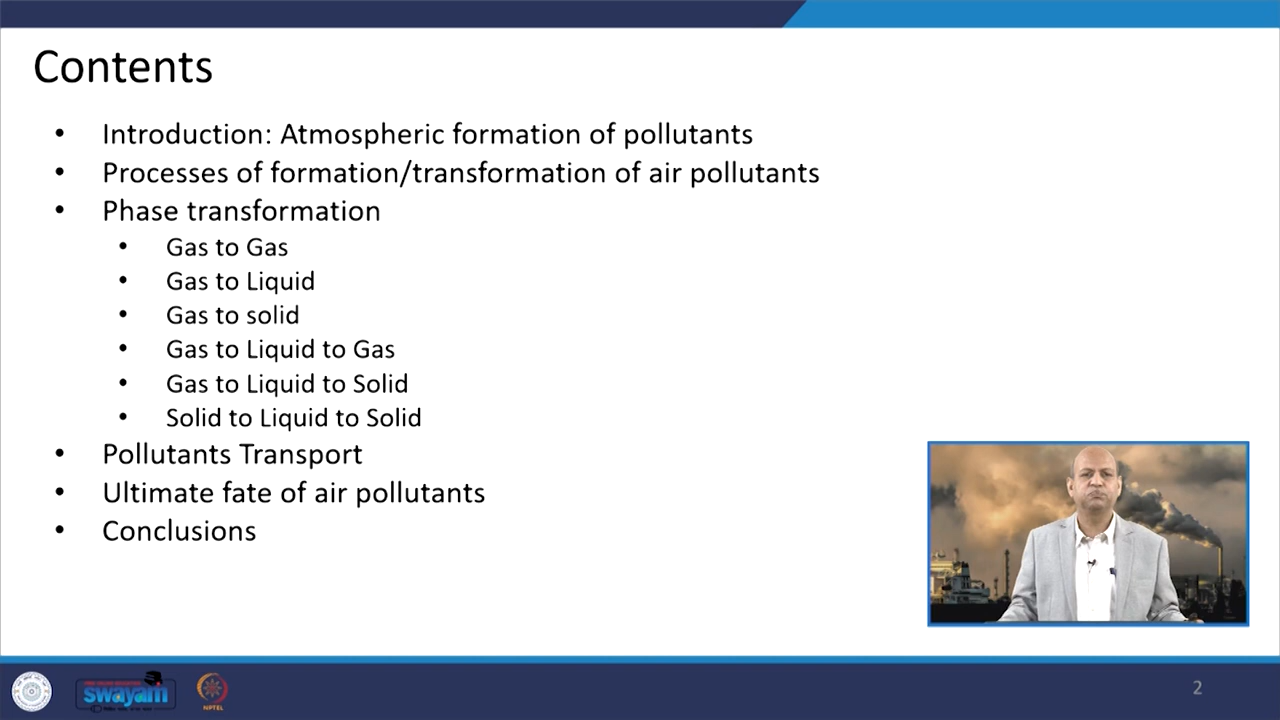 Contents
• Introduction: Atmospheric formation of pollutants
• Processes of formation/transformation of air pollutants
• Phase transformation
• Gas to Gas
• Gas to Liquid
• Gas to solid
• Gas to Liquid to Gas
• Gas to Liquid to Solid
• Solid to Liquid to Solid
• Pollutants Transport
• Ultimate fate of air pollutants
• Conclusions
swayam
NPTEL
2